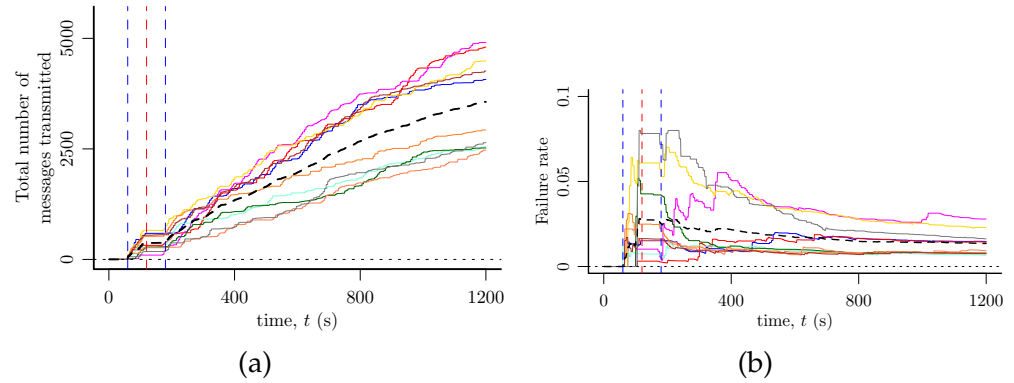 Total number of
messages transmitted
5000
2500
0
0
400
800
1200
time, t (s)
(a)
Failure rate
0.1
0.05
0
0
400
800
1200
time, t (s)
(b)